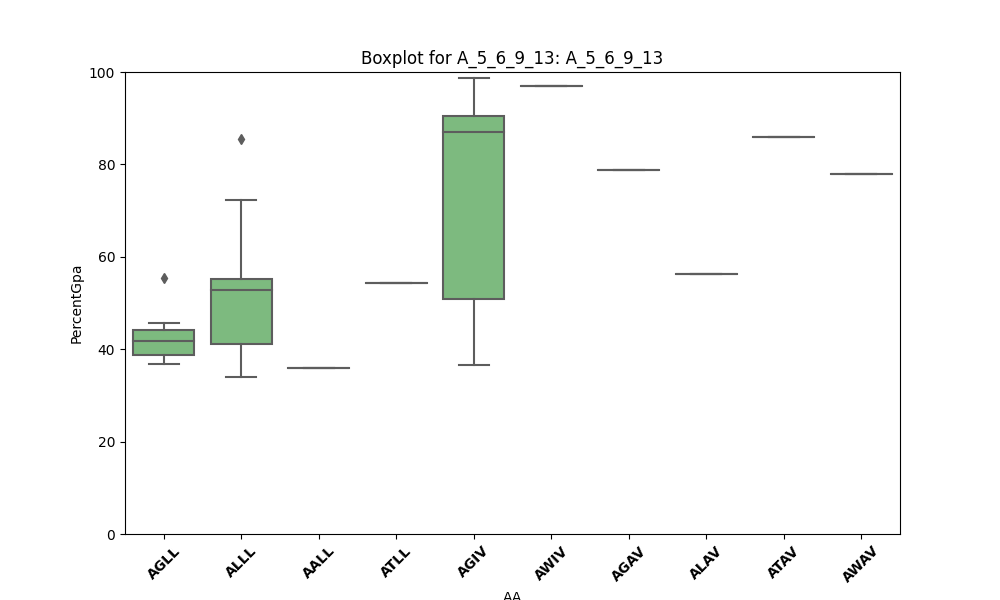 Boxplot for A_5_6_9_13: A_5_6_9_13
PercentGpa
100
80
60
40
20
0
AGLL
ALLL
AALL
ATLL
AGIV
AWIV
AGAV
ALAV
ATAV
AWAV
AA